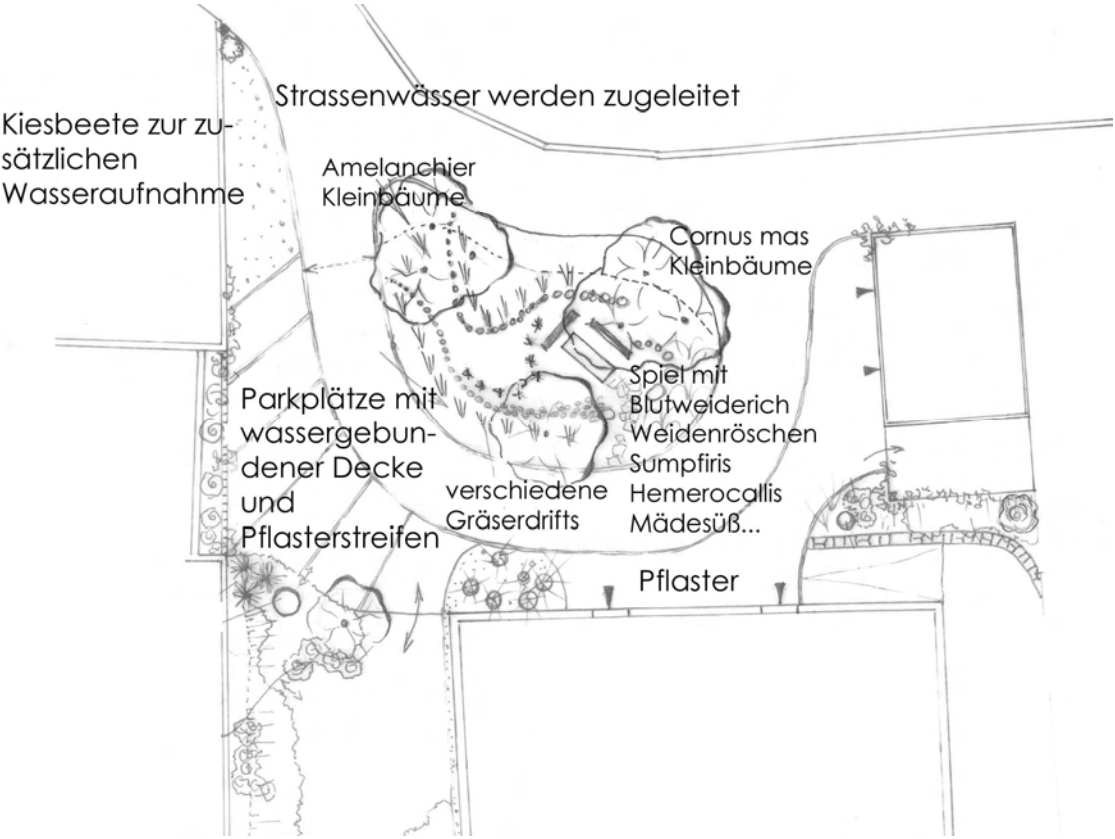 Strassenwässer werden zugeleitet
Kiesbeete zur zu-
sätzlichen
Wasseraufnahme
Amelanchier
Kleinbäume
Cornus mas
Kleinbäume
Parkplätze mit
wassergebun-
dener Decke
und
Pflasterstreifen
Spiel mit
Blutweiderich
Weidenröschen
Sumpfiris
Hemerocallis
Mädesüß...
verschiedene
Gräserdrifts
Pflaster